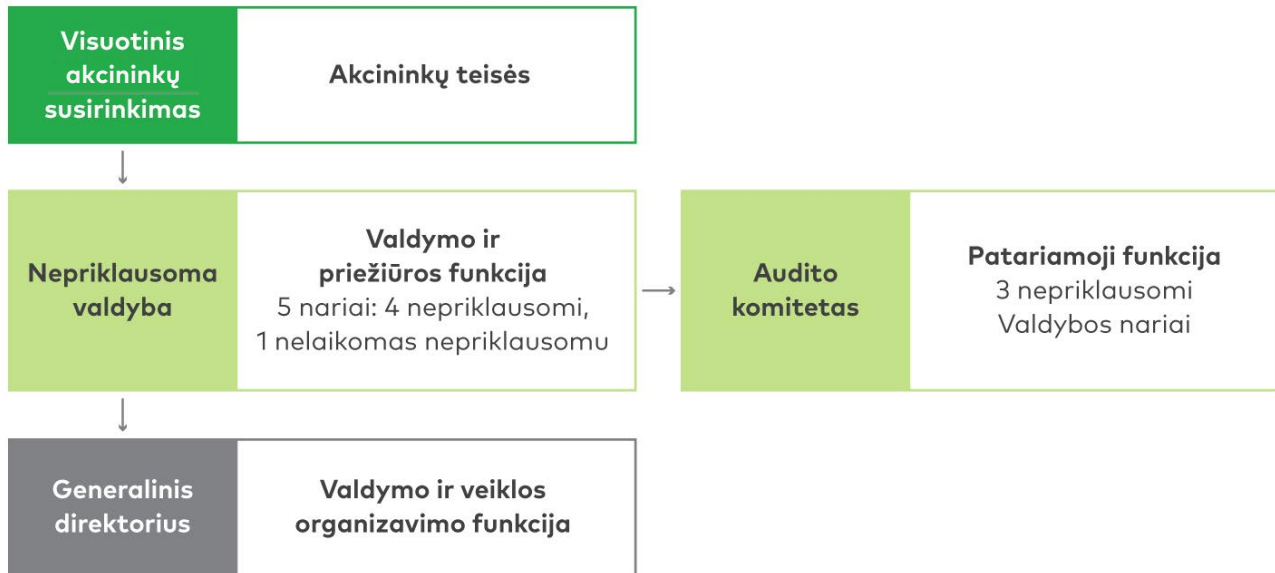 Visuotinis
akcininkų
susirinkimas
Akcininkų teisės
Nepriklausoma
valdyba
Valdymo ir
priežiūros funkcija
5 nariai: 4 nepriklausomi,
1 nelaikomas nepriklausomu
Audito
komitetas
Patariamoji funkcija
3 nepriklausomi
Valdybos nariai
Generalinis
direktorius
Valdymo ir veiklos
organizavimo funkcija